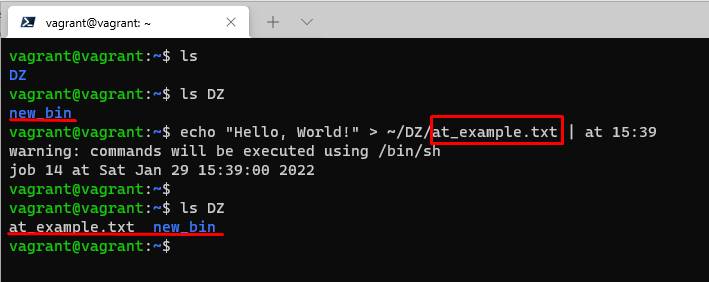 vagrant@vagrant: ~
vagrant@vagrant:~$ ls
DZ
vagrant@vagrant:~$ ls DZ
new_bin
vagrant@vagrant:~$ echo "Hello, World!" > ~/DZ/at_example.txt | at 15:39
warning: commands will be executed using /bin/sh
job 14 at Sat Jan 29 15:39:00 2022
vagrant@vagrant:~$
vagrant@vagrant:~$ ls DZ
at_example.txt  new_bin
vagrant@vagrant:~$